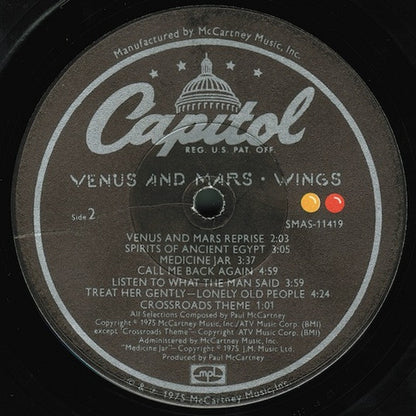 Manufactured by McCartney Music, Inc.
Capitol
REG. U.S. PAT. OFF.
VENUS AND MARS • WINGS
Side 2
SMAS-11419
VENUS AND MARS REPRISE 2:03
SPIRITS OF ANCIENT EGYPT 3:05
MEDICINE JAR 3:37
CALL ME BACK AGAIN 4:59
LISTEN TO WHAT THE MAN SAID 3:59
TREAT HER GENTLY—LONELY OLD PEOPLE 4:24
CROSSROADS THEME 1:01
All Selections Composed by Paul McCartney
Copyright © 1975 McCartney Music, Inc./ATV Music Corp. (BMI)
except "Crossroads Theme"—Copyright ATV Music Corp. (BMI)
Administered by McCartney Music, Inc.
"Medicine Jar"—Copyright © 1975 J.M. Music Ltd.
Produced by Paul McCartney
mpl
© & ℗ 1975 McCartney Music, Inc.